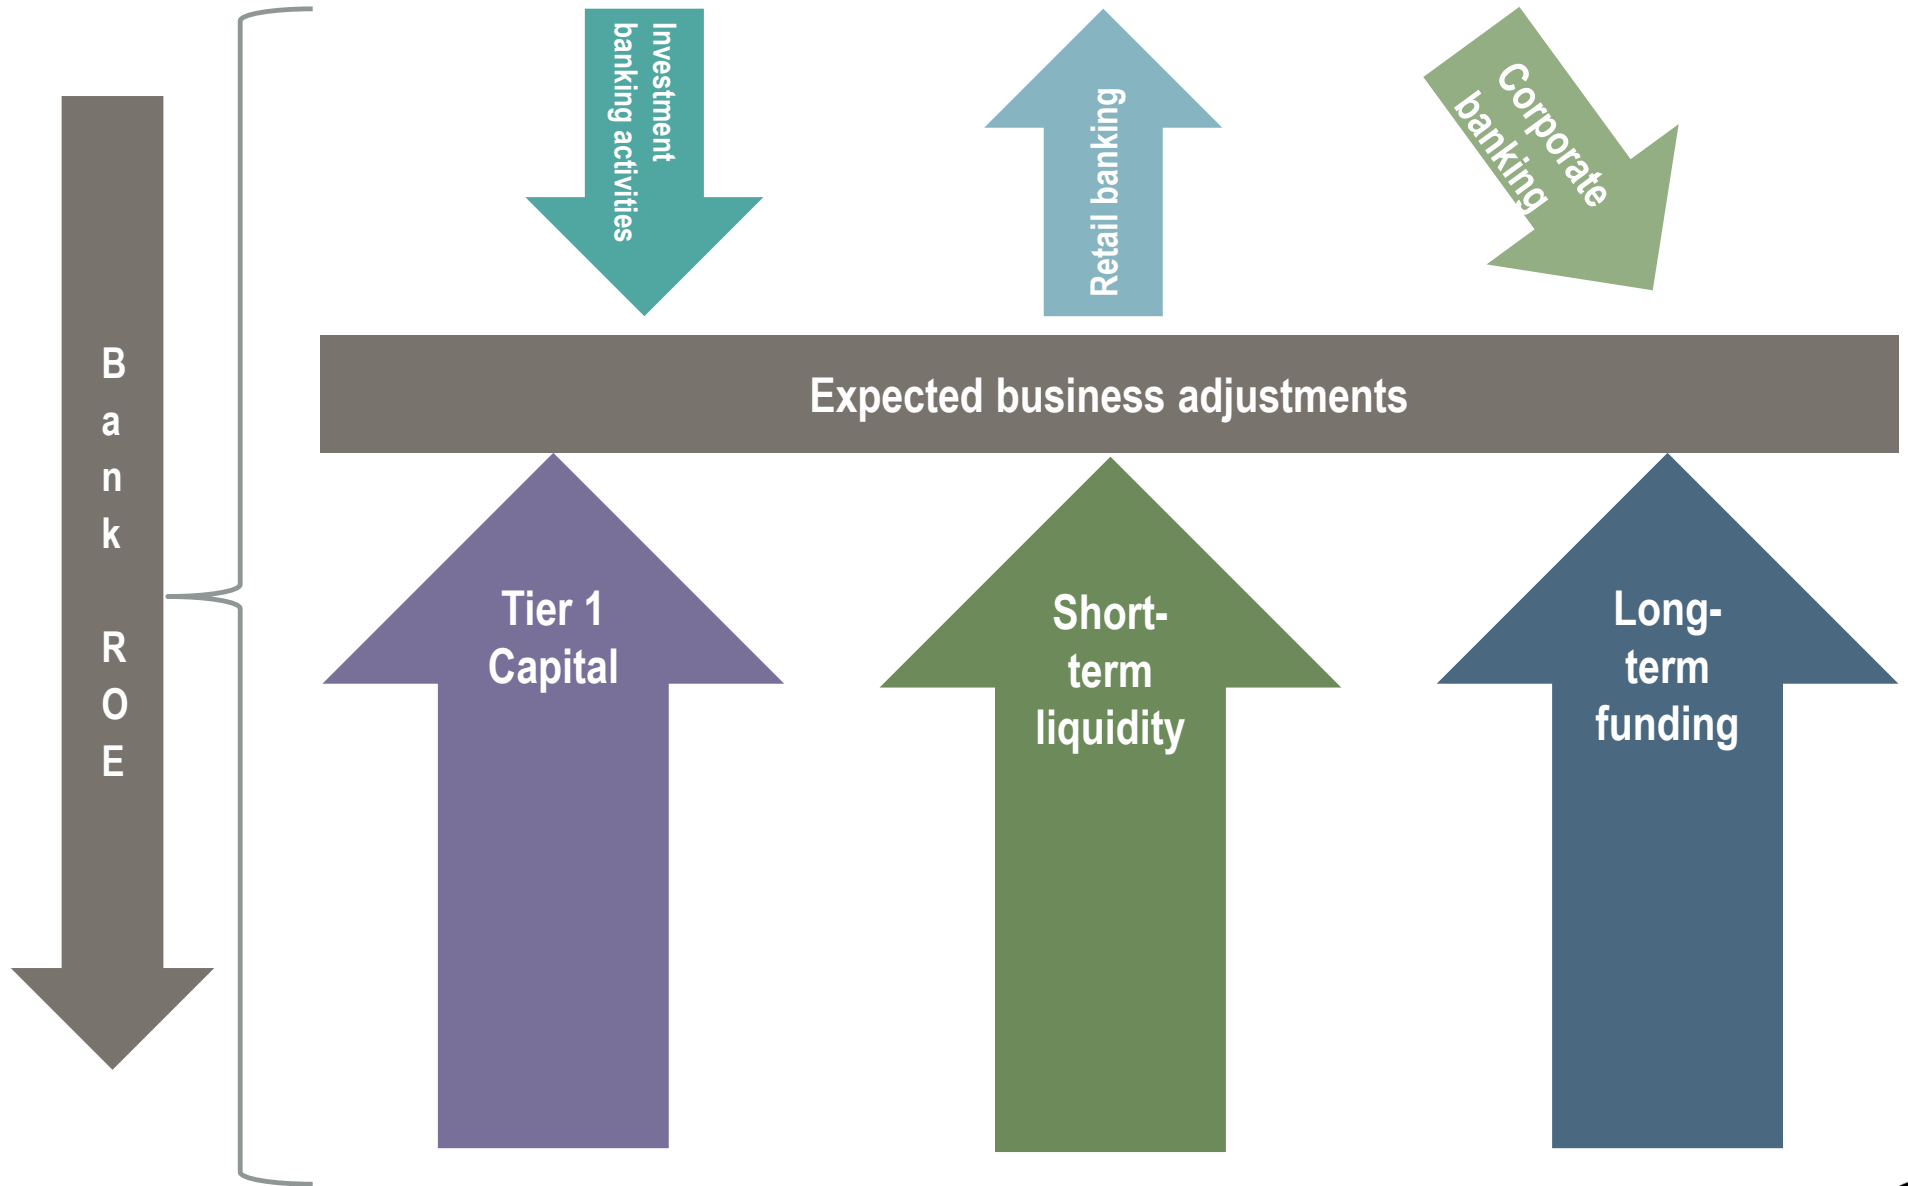 Investment
banking activities
Retail banking
Corporate
banking
B
a
n
k
R
O
E
Expected business adjustments
Tier 1
Capital
Short-
term
liquidity
Long-
term
funding